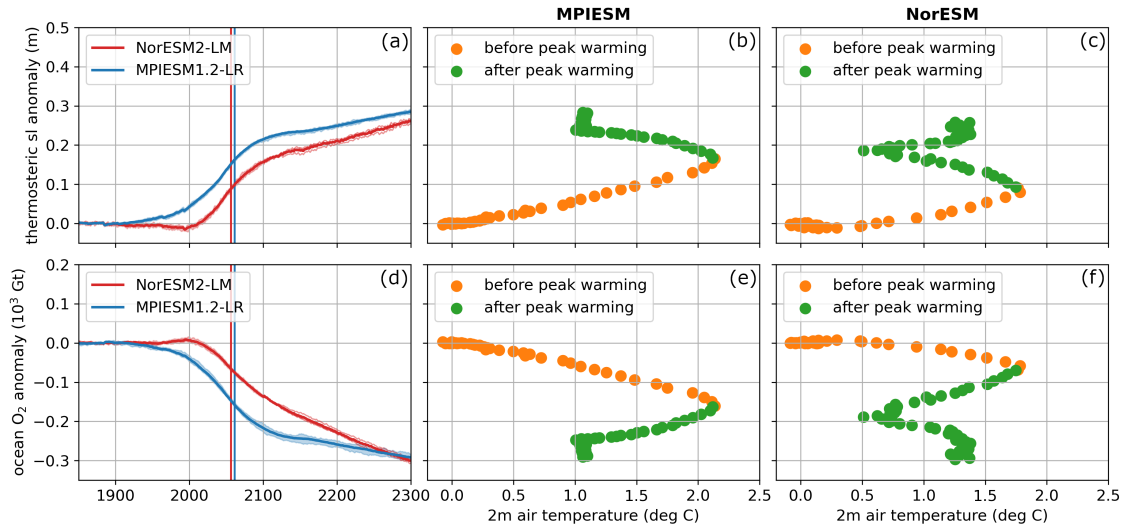 MPIESM
NorESM
thermosteric sl anomaly (m)
0.5
0.4
0.3
0.2
0.1
0.0
NorESM2-LM
MPIESM1.2-LR
(a)
before peak warming
after peak warming
(b)
before peak warming
after peak warming
(c)
ocean O₂ anomaly (10³ Gt)
0.2
0.1
0.0
−0.1
−0.2
−0.3
NorESM2-LM
MPIESM1.2-LR
(d)
before peak warming
after peak warming
(e)
before peak warming
after peak warming
(f)
1900 2000 2100 2200 2300
0.0 0.5 1.0 1.5 2.0 2.5
0.0 0.5 1.0 1.5 2.0 2.5
2m air temperature (deg C)
2m air temperature (deg C)